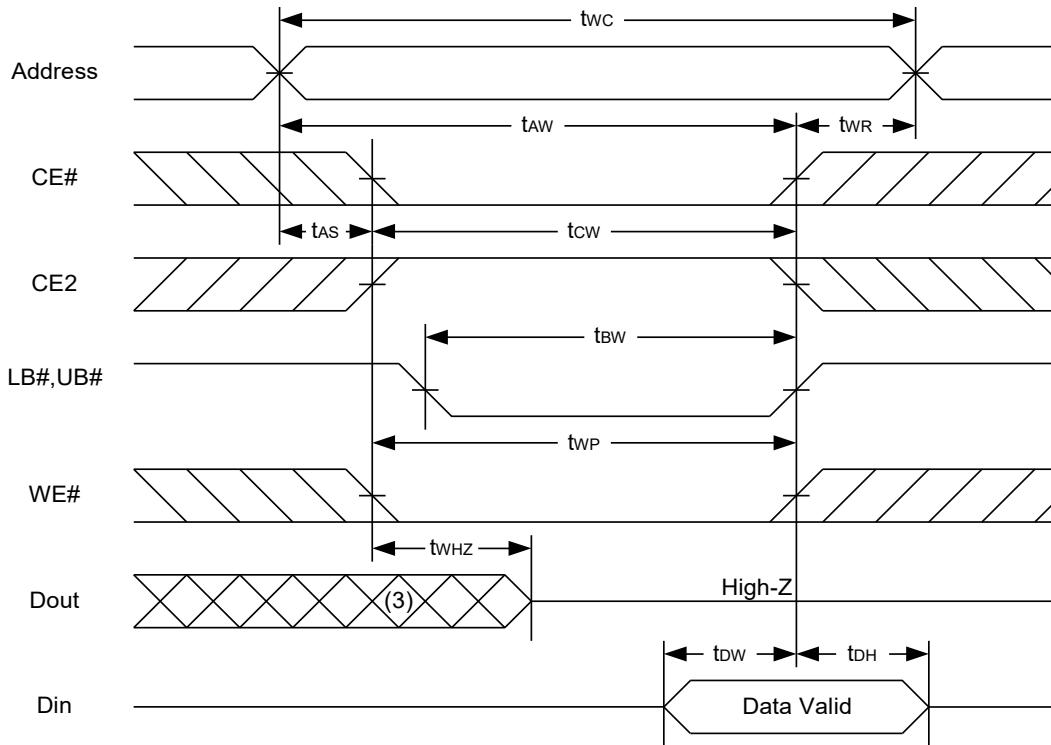 tWC
Address
tAW
tWR
CE#
tAS
tCW
CE2
tBW
LB#,UB#
tWP
WE#
tWHZ
Dout
(3)
High-Z
tDW
tDH
Din
Data Valid